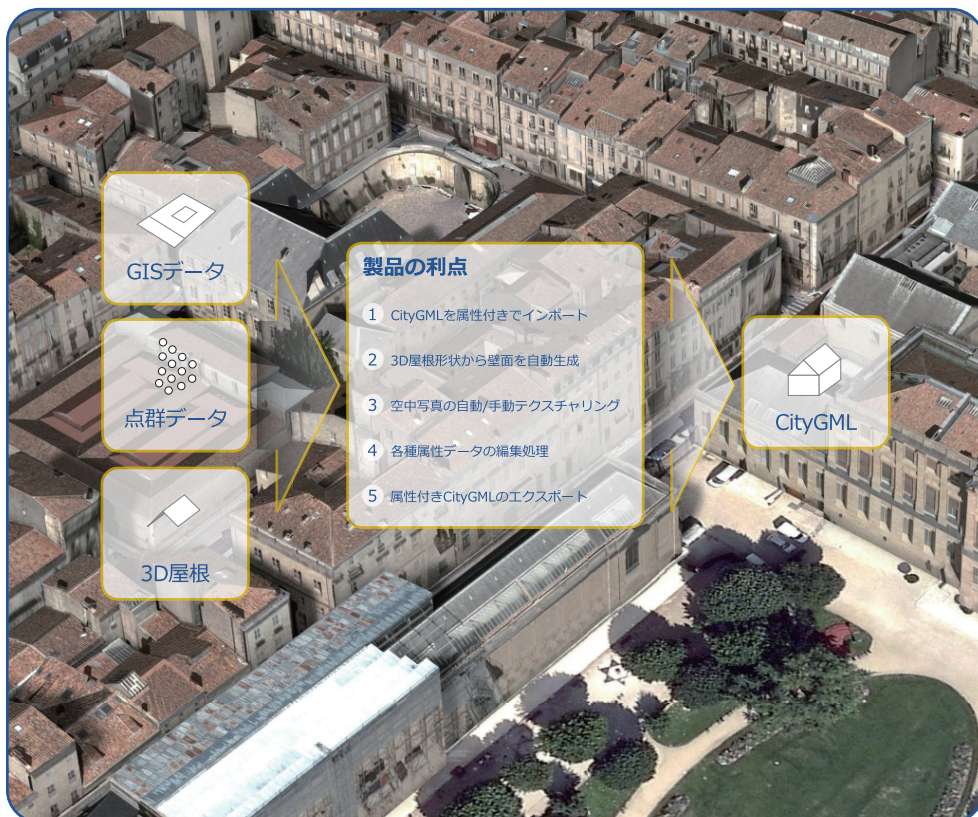 GISデータ
点群データ
3D屋根
製品の利点
1 CityGMLを属性付きでインポート
2 3D屋根形状から壁面を自動生成
3 空中写真の自動/手動テクスチャリング
4 各種属性データの編集処理
5 属性付きCityGMLのエクスポート
CityGML